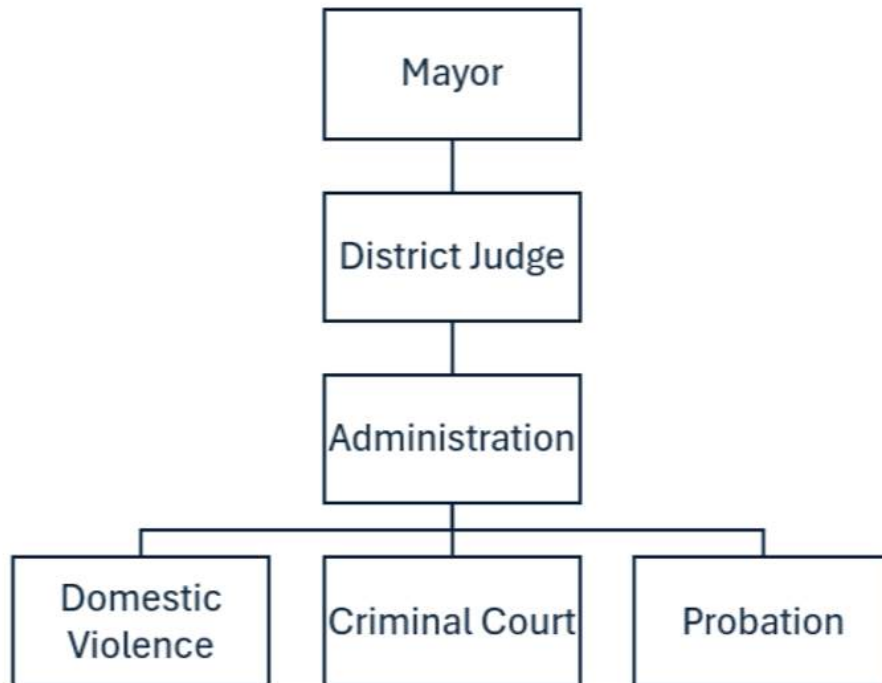 Mayor
District Judge
Administration
Domestic
Violence
Criminal Court
Probation